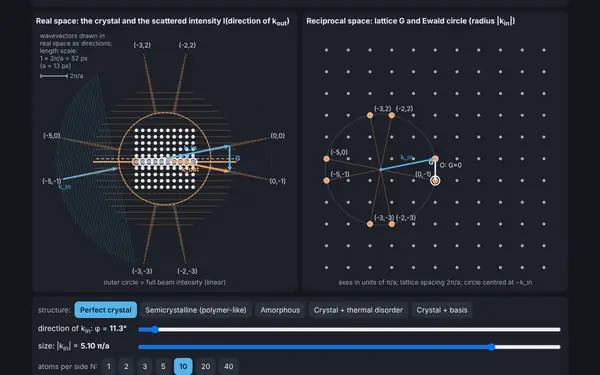 Real space: the crystal and the scattered intensity I(direction of kout)
wavevectors drawn in
real space as directions;
length scale:
1 × 2π/a = 52 px
(a = 13 px)
2π/a
(-3,2)
(-2,2)
(-5,0)
(0,0)
G
k_in
(-5,-1)
(0,-1)
(-3,-3)
(-2,-3)
outer circle = full beam intensity (linear)
Reciprocal space: lattice G and Ewald circle (radius |kin|)
(-3,2)
(-2,2)
(-5,0)
k_in
G
O: G=0
(-5,-1)
(0,-1)
(-3,-3)
(-2,-3)
axes in units of π/a; lattice spacing 2π/a; circle centred at −k_in
structure:
Perfect crystal
Semicrystalline (polymer-like)
Amorphous
Crystal + thermal disorder
Crystal + basis
direction of kin: φ = 11.3°
size: |kin| = 5.10 π/a
atoms per side N:
1
2
3
5
10
20
40